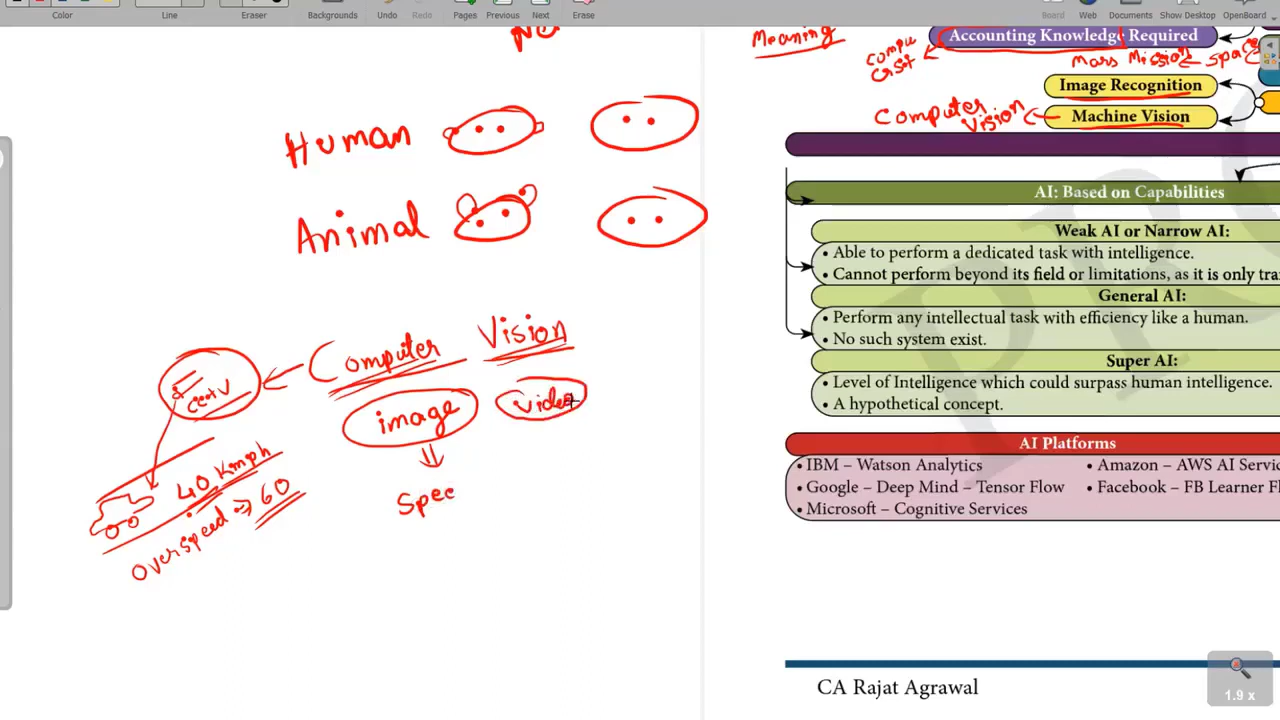 Color
Line
Eraser
Backgrounds
Undo
Redo
Pages
Previous
Next
Erase
Board
Web
Documents
Show Desktop
OpenBoard
Human
Animal
Computer Vision
image
video
Spec
CCTV
40 Kmph
Overspeed ⇒ 60
Meaning
Accounting Knowledge Required
Mars Mission
Image Recognition
Computer Vision
Machine Vision
AI: Based on Capabilities
Weak AI or Narrow AI:
• Able to perform a dedicated task with intelligence.
• Cannot perform beyond its field or limitations, as it is only tra
General AI:
• Perform any intellectual task with efficiency like a human.
• No such system exist.
Super AI:
• Level of Intelligence which could surpass human intelligence.
• A hypothetical concept.
AI Platforms
• IBM – Watson Analytics
• Amazon – AWS AI Servic
• Google – Deep Mind – Tensor Flow
• Facebook – FB Learner Fl
• Microsoft – Cognitive Services
CA Rajat Agrawal
1.9 x